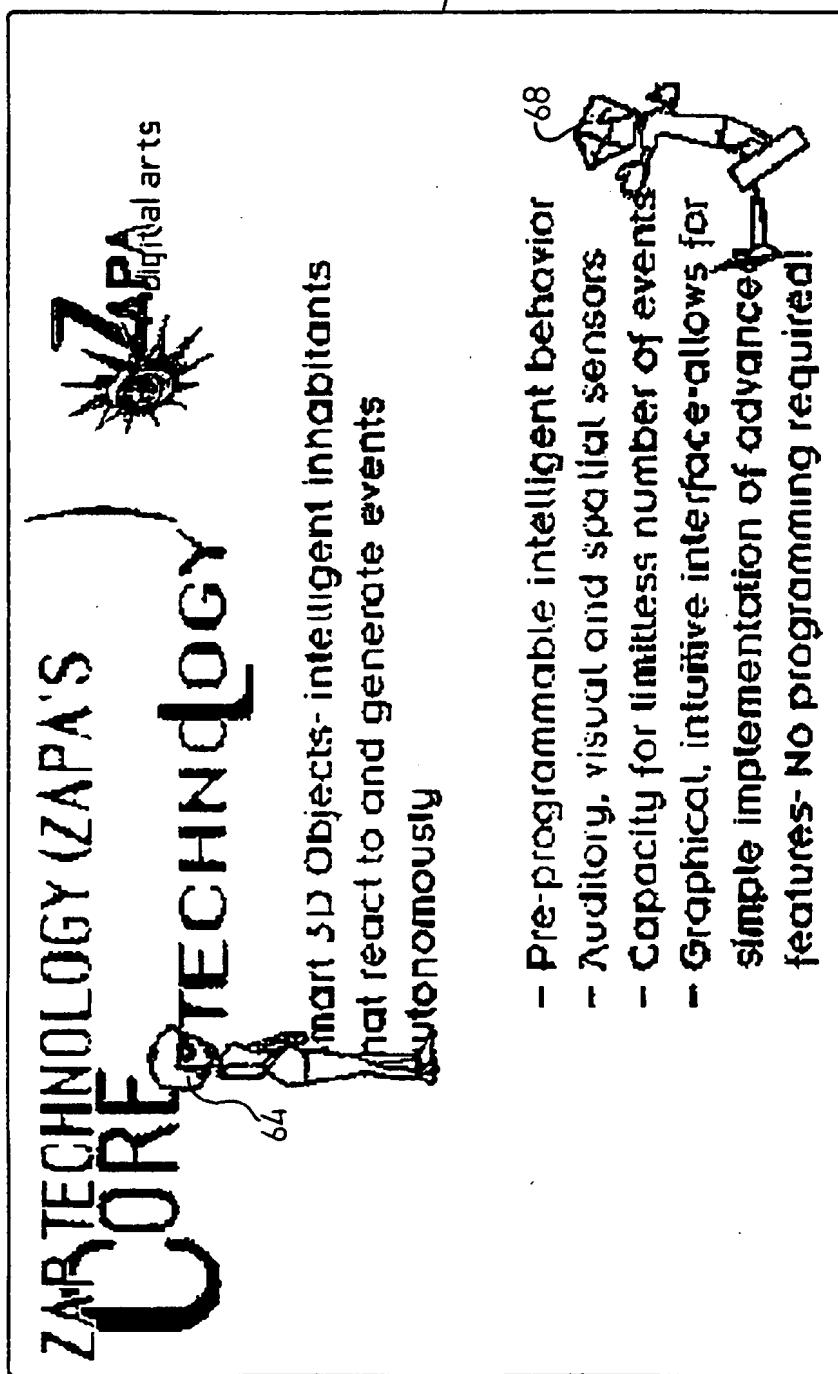 ZAP TECHNOLOGY (ZAPA'S
CORE TECHNOLOGY)
ZAPA
digital arts
mart 3D Objects- intelligent inhabitants
hat react to and generate events
utonomously
64
- Pre-programmable intelligent behavior
- Auditory, visual and spatial sensors
- Capacity for limitless number of events
- Graphical, intuitive interface-allows for
simple implementation of advance
features- No programming required!
68